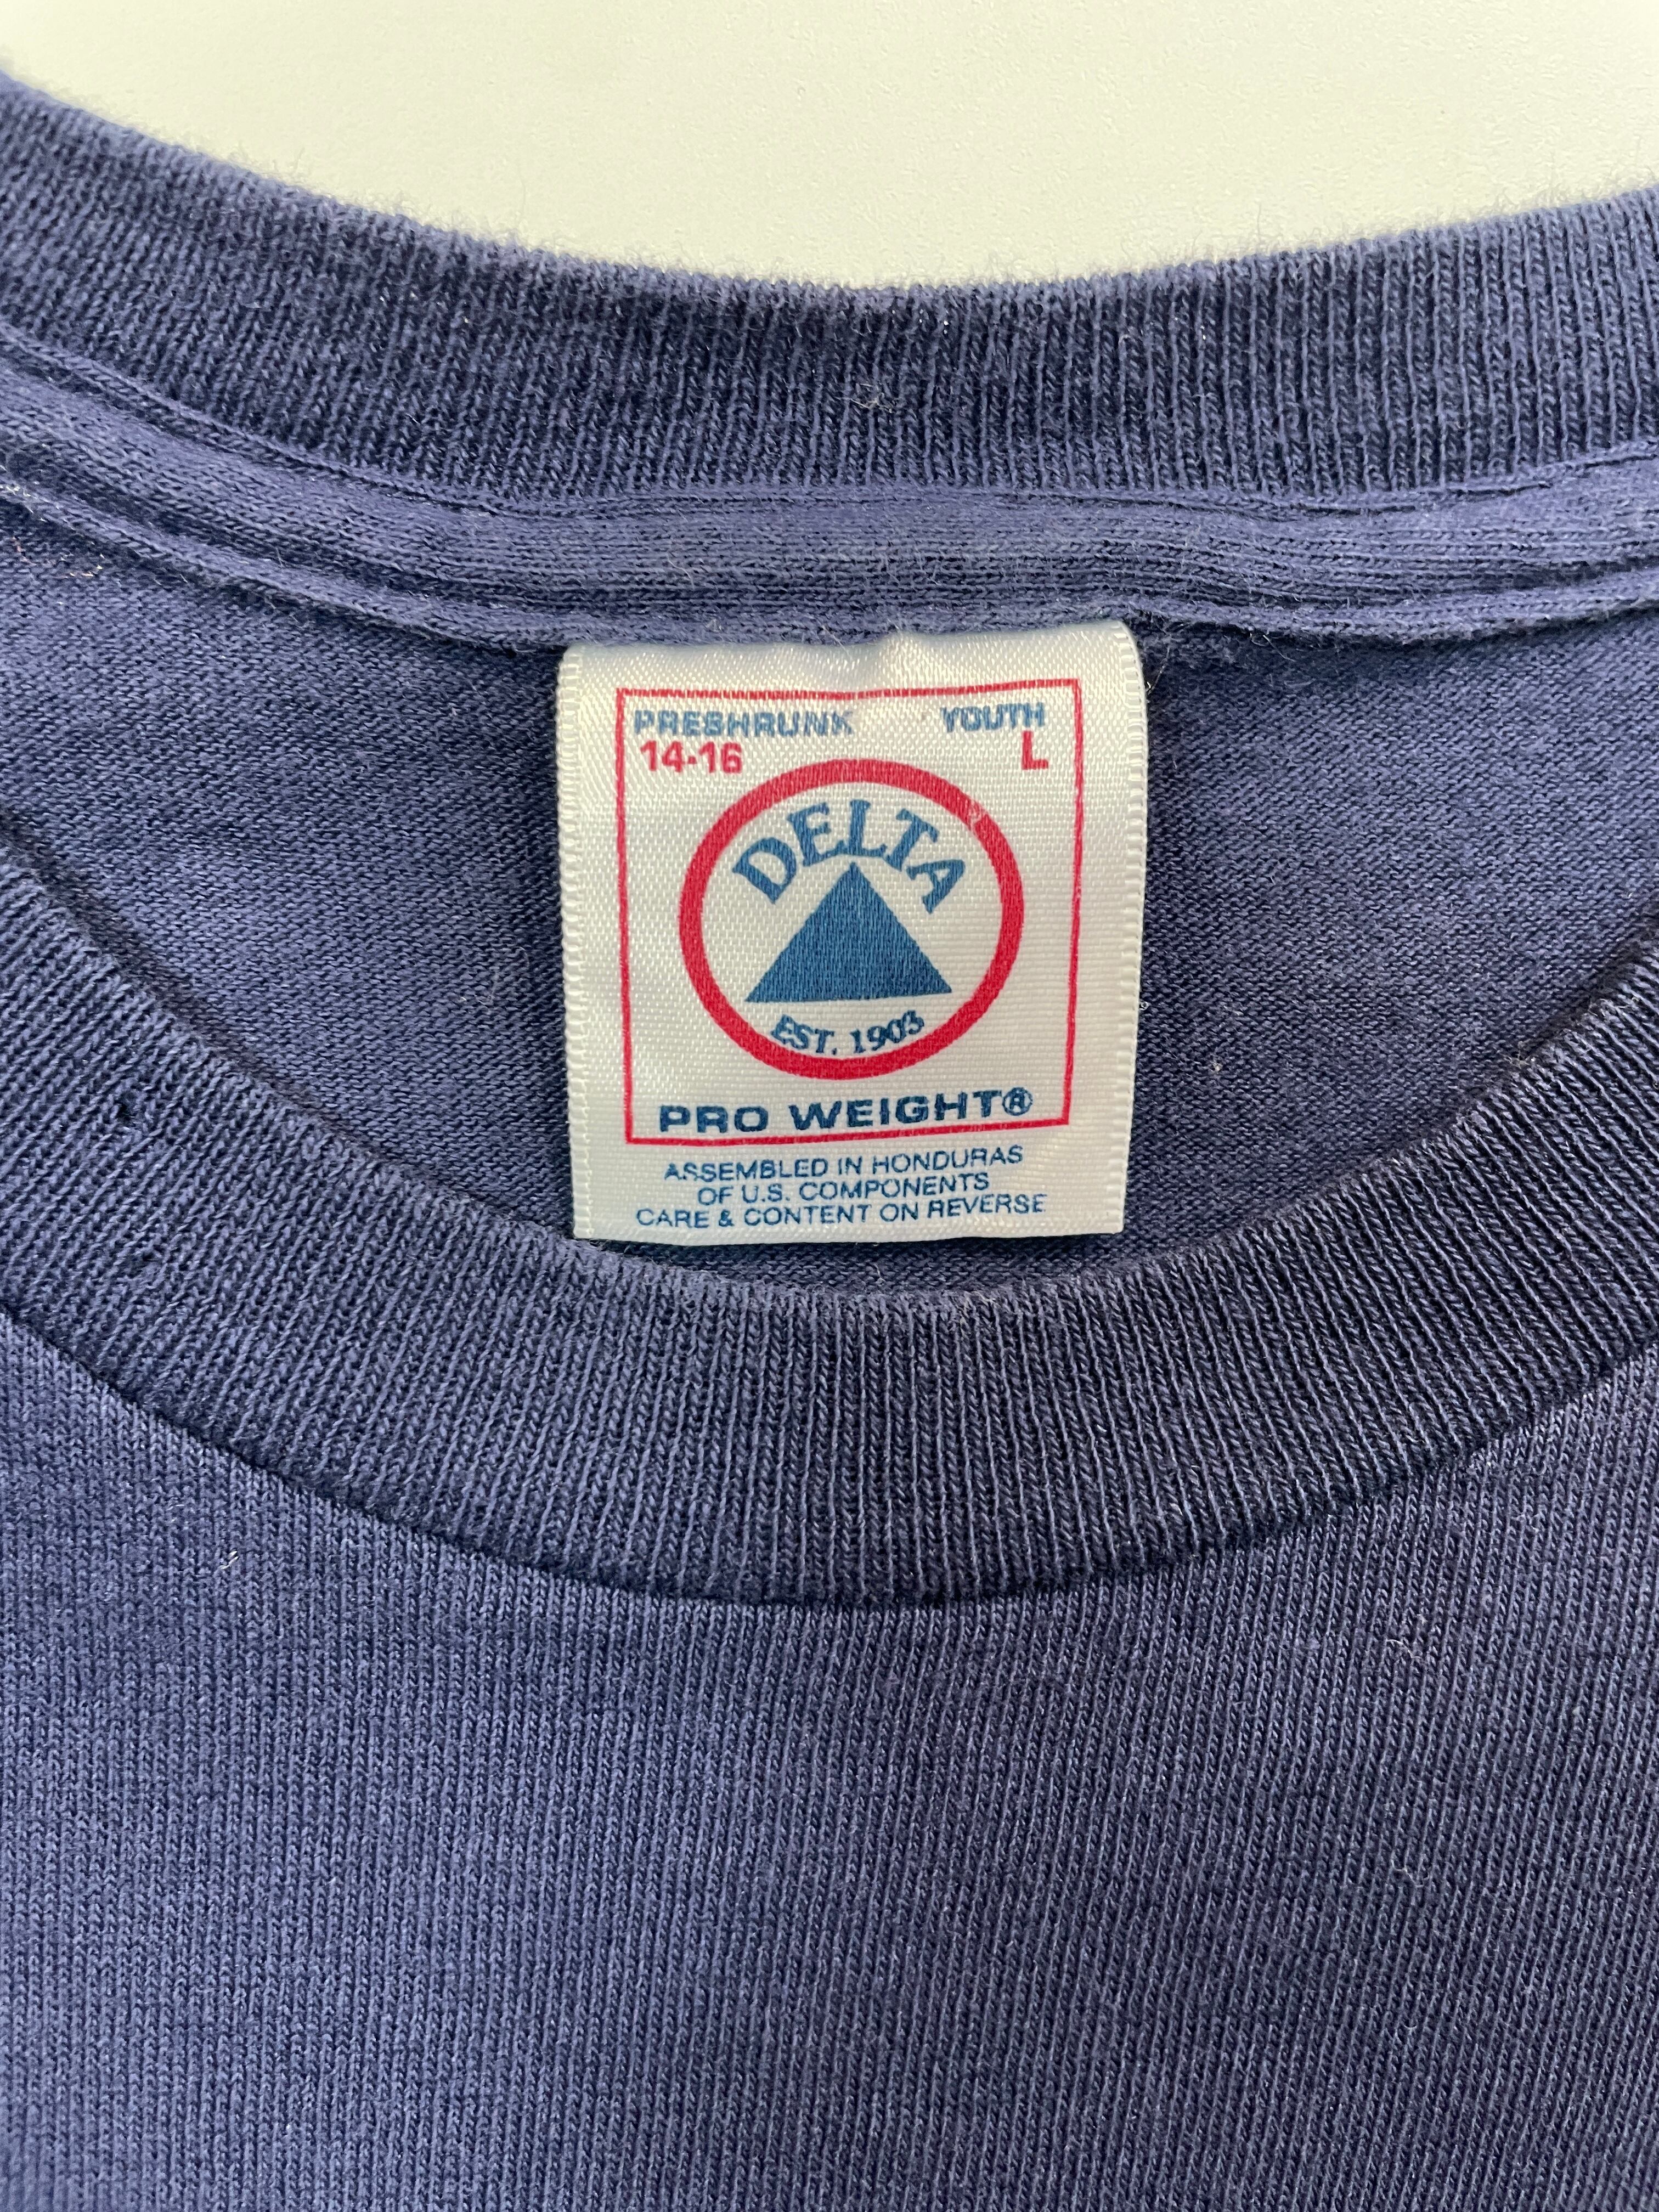 PRESHRUNK YOUTH
14-16 L
DELTA
EST. 1903
PRO WEIGHT®
ASSEMBLED IN HONDURAS
OF U.S. COMPONENTS
CARE & CONTENT ON REVERSE